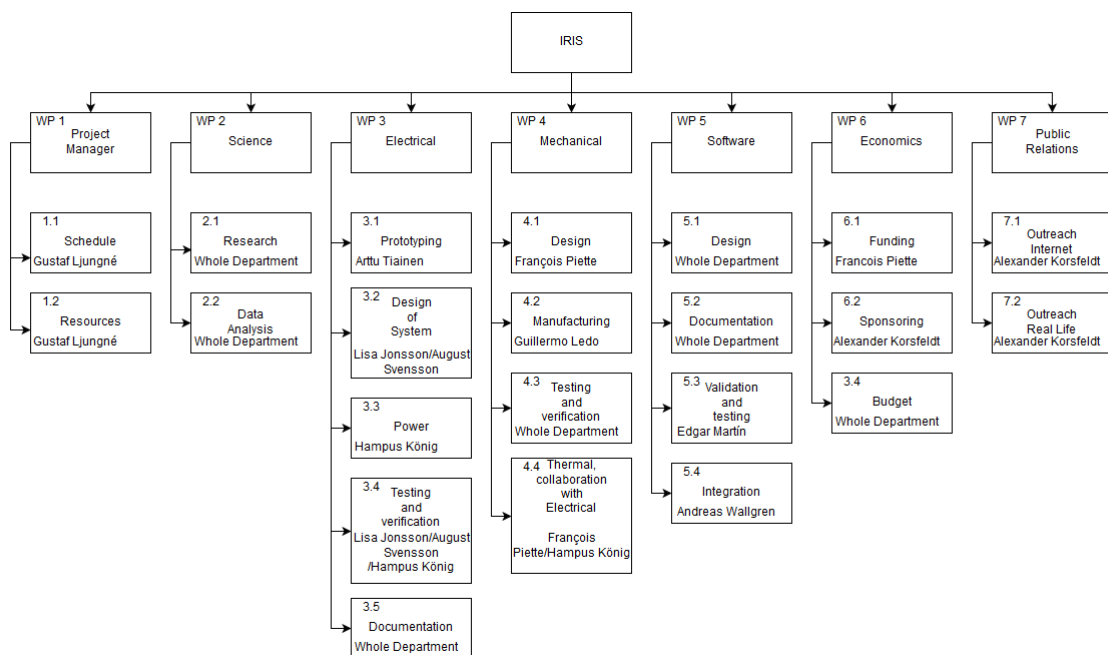 IRIS
WP 1
Project
Manager
1.1
Schedule
Gustaf Ljungné
1.2
Resources
Gustaf Ljungné
WP 2
Science
2.1
Research
Whole Department
2.2
Data
Analysis
Whole Department
WP 3
Electrical
3.1
Prototyping
Arttu Tiainen
3.2
Design
of
System
Lisa Jonsson/August
Svensson
3.3
Power
Hampus König
3.4
Testing
and
verification
Lisa Jonsson/August
Svensson
/Hampus König
3.5
Documentation
Whole Department
WP 4
Mechanical
4.1
Design
François Piette
4.2
Manufacturing
Guillermo Ledo
4.3
Testing
and
verification
Whole Department
4.4
Thermal,
collaboration
with
Electrical
François
Piette/Hampus König
WP 5
Software
5.1
Design
Whole Department
5.2
Documentation
Whole Department
5.3
Validation
and
testing
Edgar Martín
5.4
Integration
Andreas Wallgren
WP 6
Economics
6.1
Funding
Francois Piette
6.2
Sponsoring
Alexander Korsfeldt
3.4
Budget
Whole Department
WP 7
Public
Relations
7.1
Outreach
Internet
Alexander Korsfeldt
7.2
Outreach
Real Life
Alexander Korsfeldt